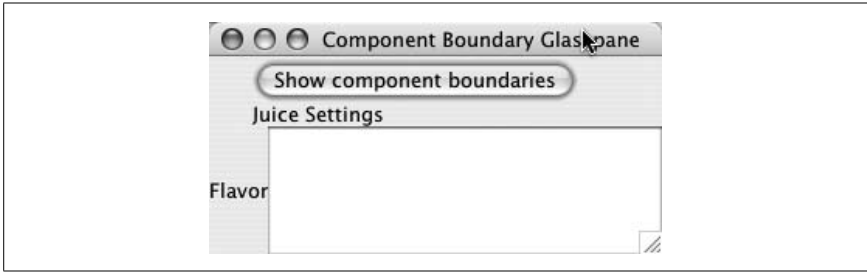 Component Boundary Glasspane
Show component boundaries
Juice Settings
Flavor